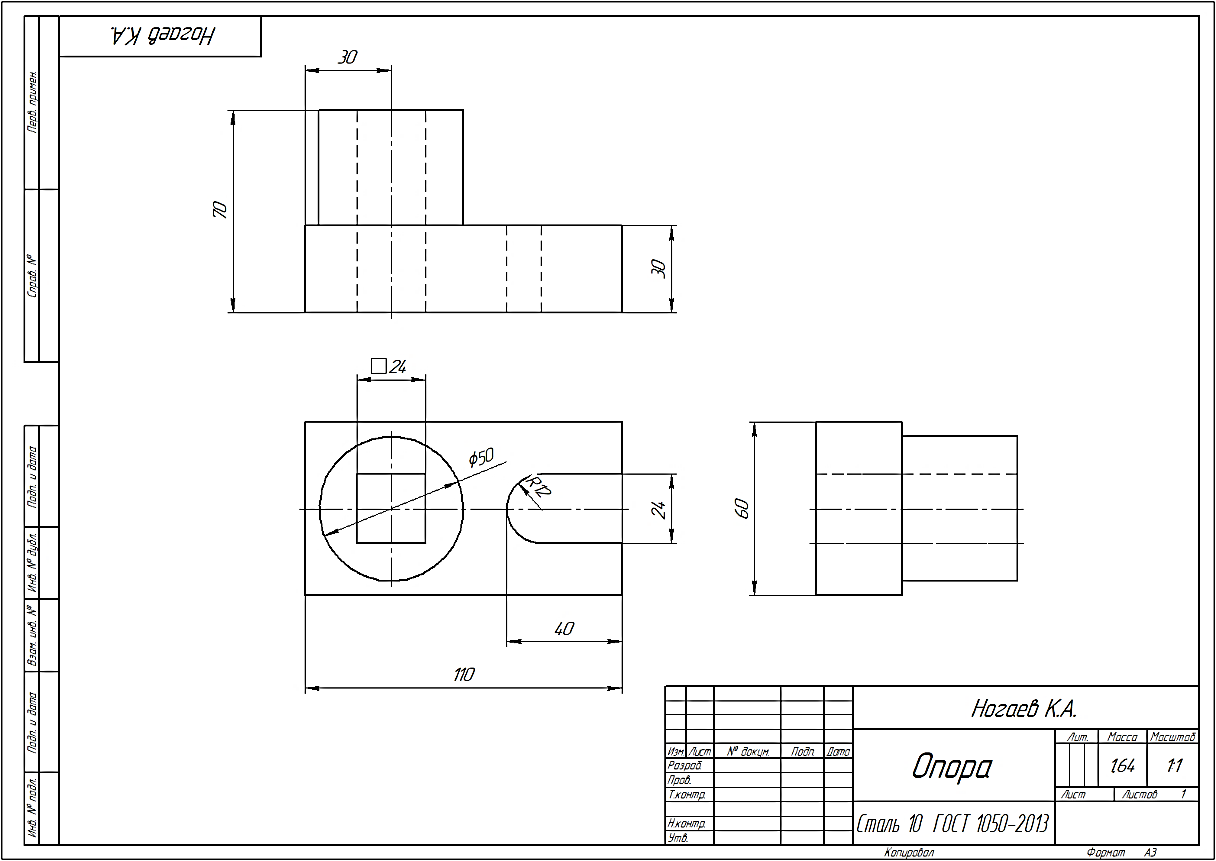 Ногаев К.А.
Перв. примен.
Справ. №
Подп. и дата
Инв. № дубл.
Взам. инв. №
Подп. и дата
Инв. № подл.
30
70
30
□24
⌀50
R12
24
60
40
110
Ногаев К.А.
Изм. Лист № докум. Подп. Дата
Разраб.
Пров.
Т.контр.
Н.контр.
Утв.
Опора
Лит. Масса Масштаб
1.64 1:1
Лист Листов 1
Сталь 10 ГОСТ 1050-2013
Копировал Формат А3